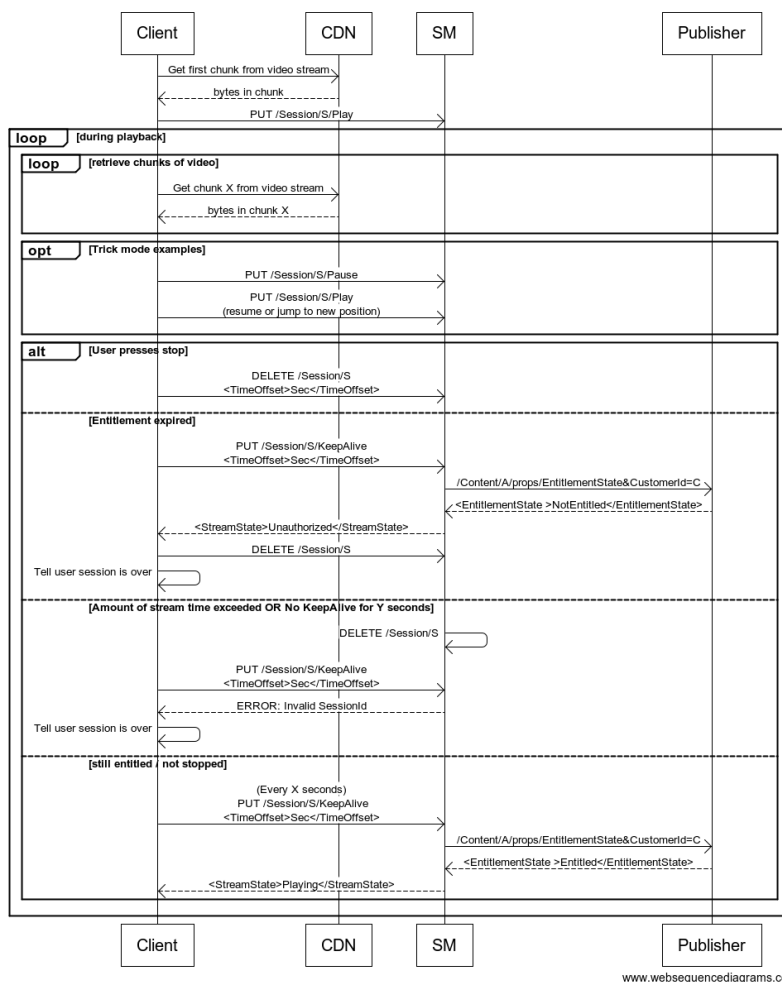 Client CDN SM Publisher
Get first chunk from video stream
bytes in chunk
PUT /Session/S/Play
loop [during playback]
loop [retrieve chunks of video]
Get chunk X from video stream
bytes in chunk X
opt [Trick mode examples]
PUT /Session/S/Pause
PUT /Session/S/Play
(resume or jump to new position)
alt [User presses stop]
DELETE /Session/S
<TimeOffset>Sec</TimeOffset>
[Entitlement expired]
PUT /Session/S/KeepAlive
<TimeOffset>Sec</TimeOffset>
/Content/A/props/EntitlementState&CustomerId=C
<EntitlementState >NotEntitled</EntitlementState>
<StreamState>Unauthorized</StreamState>
DELETE /Session/S
Tell user session is over
[Amount of stream time exceeded OR No KeepAlive for Y seconds]
DELETE /Session/S
PUT /Session/S/KeepAlive
<TimeOffset>Sec</TimeOffset>
ERROR: Invalid SessionId
Tell user session is over
[still entitled / not stopped]
(Every X seconds)
PUT /Session/S/KeepAlive
<TimeOffset>Sec</TimeOffset>
/Content/A/props/EntitlementState&CustomerId=C
<EntitlementState >Entitled</EntitlementState>
<StreamState>Playing</StreamState>
Client CDN SM Publisher
www.websequencediagrams.co